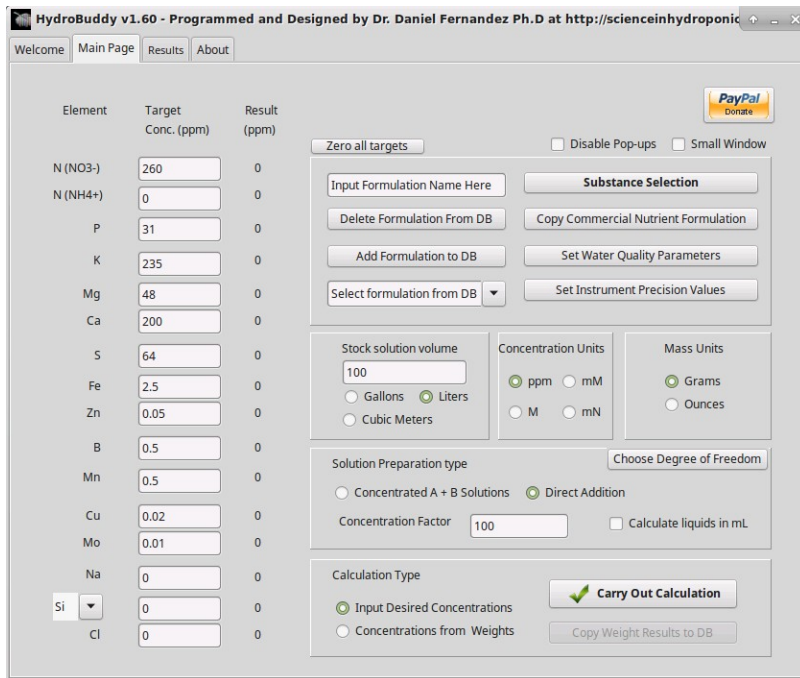 HydroBuddy v1.60 - Programmed and Designed by Dr. Daniel Fernandez Ph.D at http://scienceinhydroponic
Welcome Main Page Results About
PayPal
Donate
Element Target Conc. (ppm) Result (ppm)
N (NO3-) 260 0
N (NH4+) 0 0
P 31 0
K 235 0
Mg 48 0
Ca 200 0
S 64 0
Fe 2.5 0
Zn 0.05 0
B 0.5 0
Mn 0.5 0
Cu 0.02 0
Mo 0.01 0
Na 0 0
Si 0 0
Cl 0 0
Zero all targets
Disable Pop-ups Small Window
Input Formulation Name Here Substance Selection
Delete Formulation From DB Copy Commercial Nutrient Formulation
Add Formulation to DB Set Water Quality Parameters
Select formulation from DB Set Instrument Precision Values
Stock solution volume
100
Gallons Liters
Cubic Meters
Concentration Units
ppm mM
M mN
Mass Units
Grams
Ounces
Solution Preparation type Choose Degree of Freedom
Concentrated A + B Solutions Direct Addition
Concentration Factor 100 Calculate liquids in mL
Calculation Type
Input Desired Concentrations
Concentrations from Weights
Carry Out Calculation
Copy Weight Results to DB